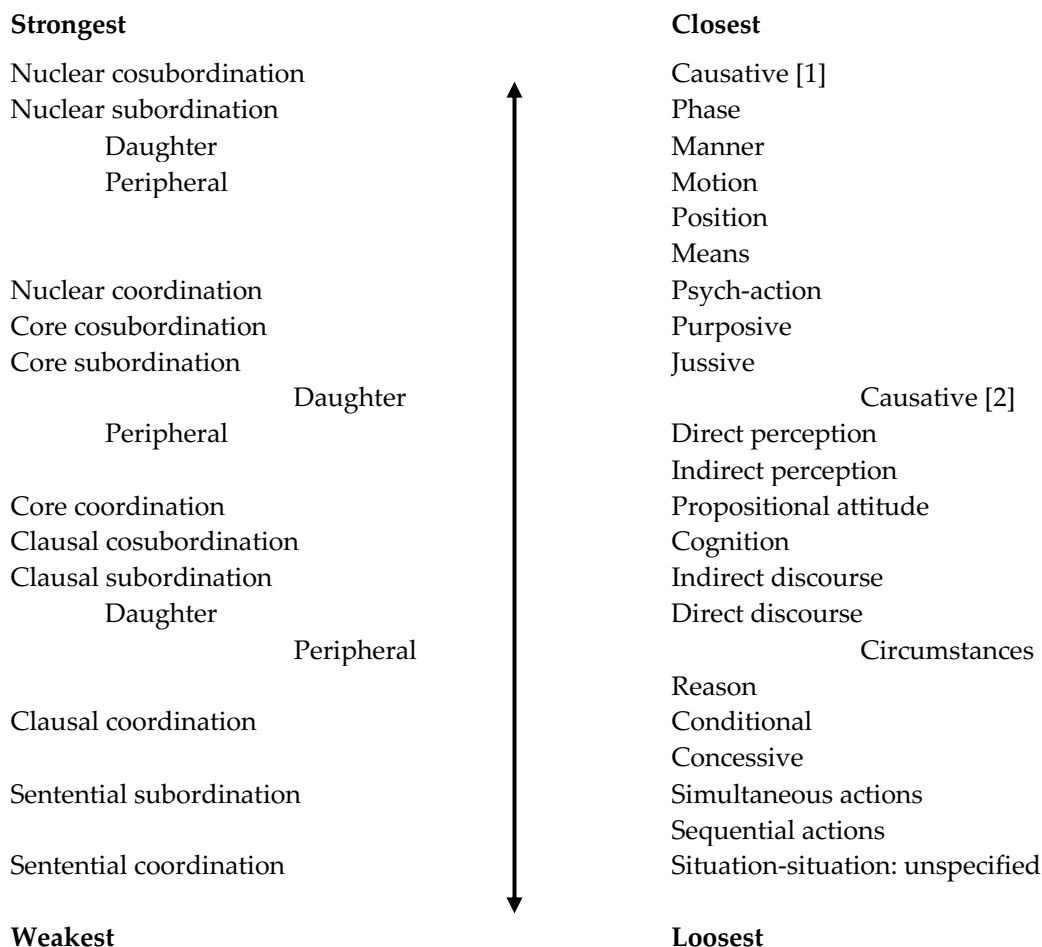 Strongest Closest
Nuclear cosubordination Causative [1]
Nuclear subordination Phase
Daughter Manner
Peripheral Motion
Position
Means
Nuclear coordination Psych-action
Core cosubordination Purposive
Core subordination Jussive
Daughter Causative [2]
Peripheral Direct perception
Indirect perception
Core coordination Propositional attitude
Clausal cosubordination Cognition
Clausal subordination Indirect discourse
Daughter Direct discourse
Peripheral Circumstances
Reason
Clausal coordination Conditional
Concessive
Sentential subordination Simultaneous actions
Sequential actions
Sentential coordination Situation-situation: unspecified
Weakest Loosest